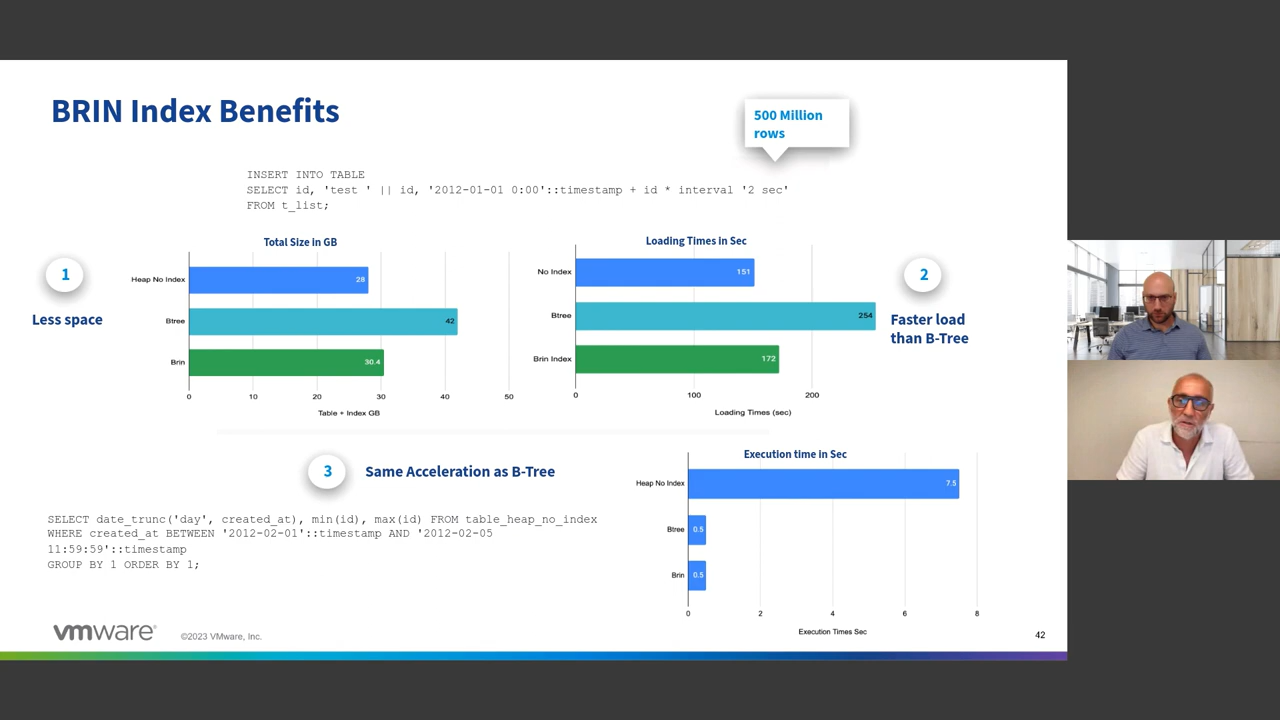 BRIN Index Benefits
500 Million
rows
INSERT INTO TABLE
SELECT id, 'test ' || id, '2012-01-01 0:00'::timestamp + id * interval '2 sec'
FROM t_list;
1
Less space
Total Size in GB
Heap No Index
28
Btree
42
Brin
30.4
0 10 20 30 40 50
Table + Index GB
Loading Times in Sec
No Index
151
Btree
254
Brin Index
172
0 100 200
Loading Times (sec)
2
Faster load
than B-Tree
3
Same Acceleration as B-Tree
SELECT date_trunc('day', created_at), min(id), max(id) FROM table_heap_no_index
WHERE created_at BETWEEN '2012-02-01'::timestamp AND '2012-02-05
11:59:59'::timestamp
GROUP BY 1 ORDER BY 1;
Execution time in Sec
Heap No Index
7.5
Btree
0.5
Brin
0.5
0 2 4 6 8
Execution Times Sec
vmware®
©2023 VMware, Inc.
42